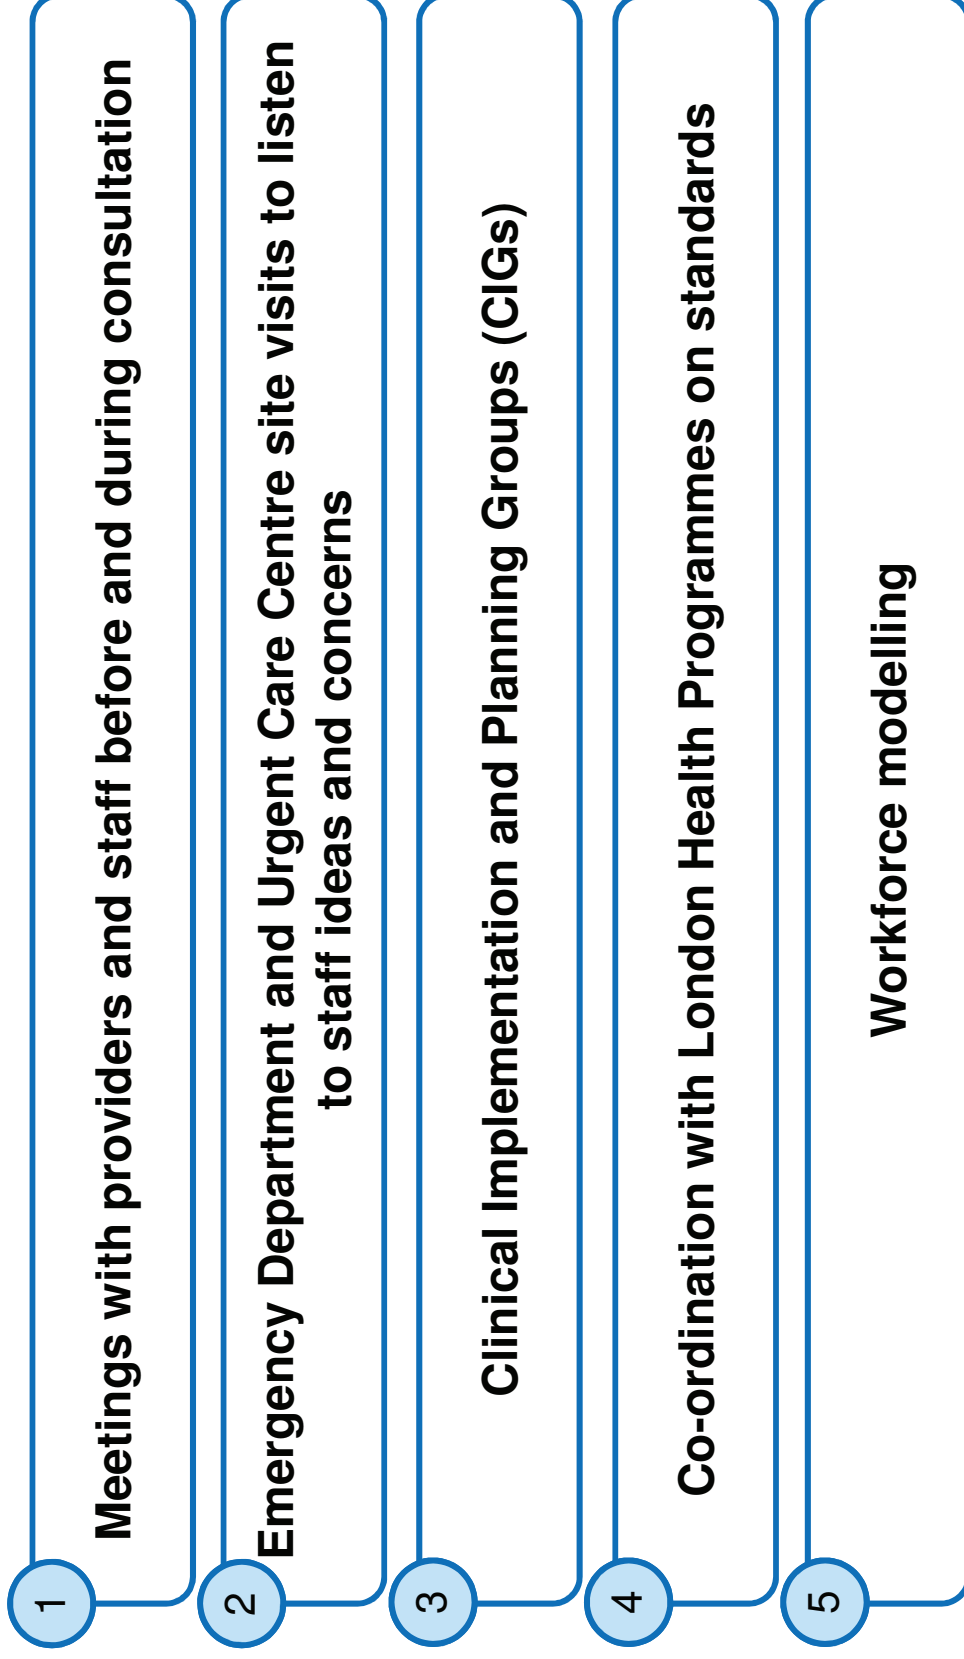 1
Meetings with providers and staff before and during consultation
2
Emergency Department and Urgent Care Centre site visits to listen
to staff ideas and concerns
3
Clinical Implementation and Planning Groups (CIGs)
4
Co-ordination with London Health Programmes on standards
5
Workforce modelling